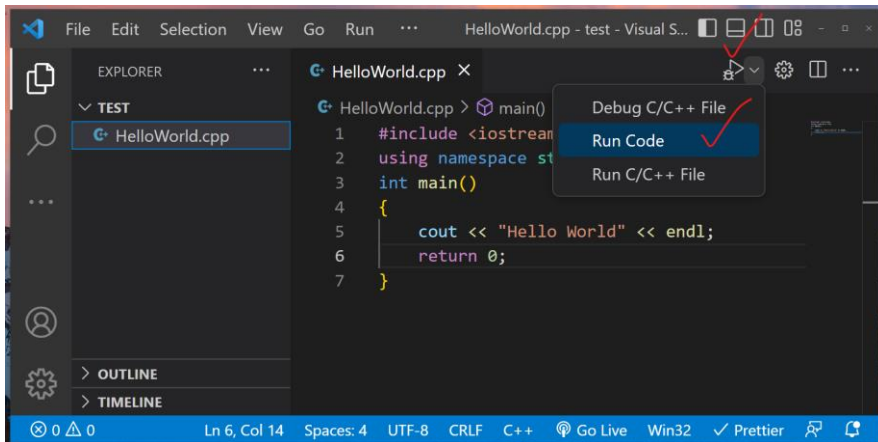 File Edit Selection View Go Run ··· HelloWorld.cpp - test - Visual S...
EXPLORER ···
TEST
HelloWorld.cpp
HelloWorld.cpp
HelloWorld.cpp > main()
Debug C/C++ File
Run Code
Run C/C++ File
1 #include <iostream
2 using namespace st
3 int main()
4 {
5 cout << "Hello World" << endl;
6 return 0;
7 }
OUTLINE
TIMELINE
0 0 Ln 6, Col 14 Spaces: 4 UTF-8 CRLF C++ Go Live Win32 Prettier